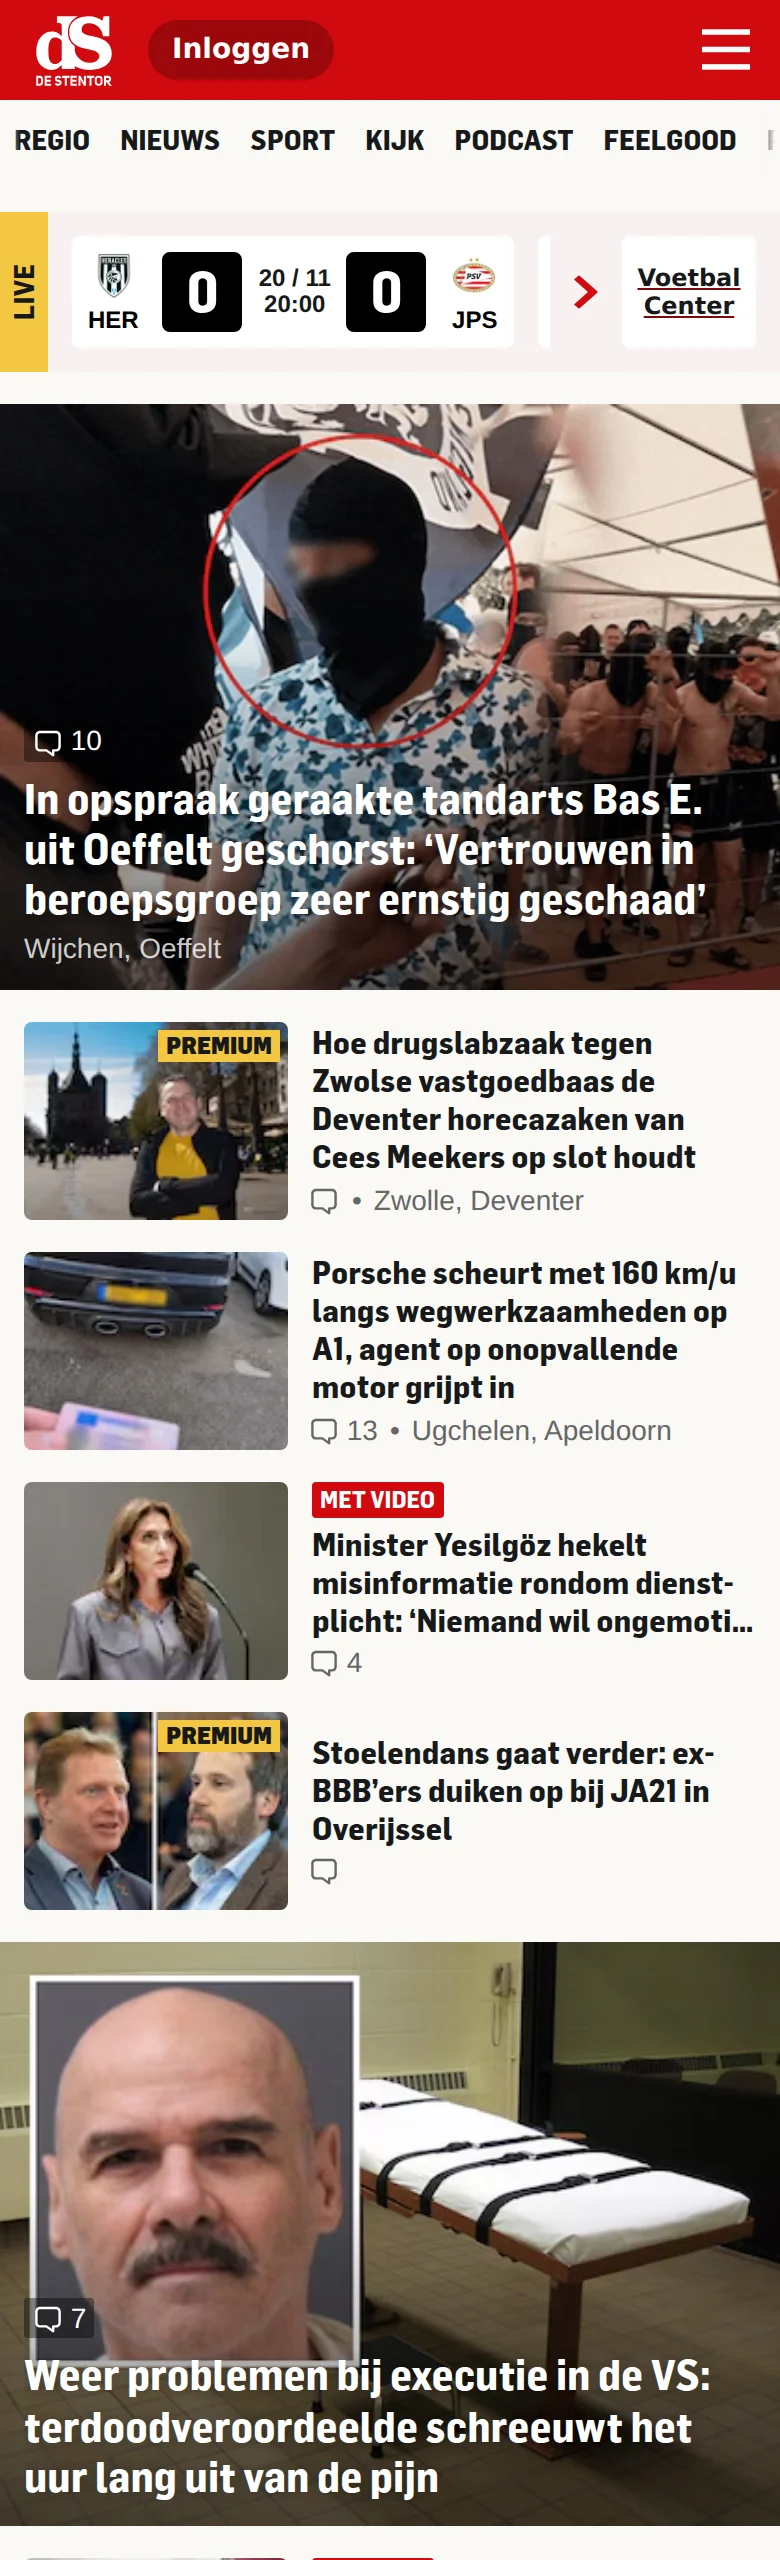 dS
DE STENTOR
Inloggen
REGIO NIEUWS SPORT KIJK PODCAST FEELGOOD
LIVE
HERACLES
HER
0
20 / 11
20:00
0
PSV
JPS
Voetbal
Center
10
In opspraak geraakte tandarts Bas E.
uit Oeffelt geschorst: ‘Vertrouwen in
beroepsgroep zeer ernstig geschaad’
Wijchen, Oeffelt
PREMIUM
Hoe drugslabzaak tegen
Zwolse vastgoedbaas de
Deventer horecazaken van
Cees Meekers op slot houdt
• Zwolle, Deventer
Porsche scheurt met 160 km/u
langs wegwerkzaamheden op
A1, agent op onopvallende
motor grijpt in
13 • Ugchelen, Apeldoorn
MET VIDEO
Minister Yesilgöz hekelt
misinformatie rondom dienst-
plicht: ‘Niemand wil ongemoti...
4
PREMIUM
Stoelendans gaat verder: ex-
BBB’ers duiken op bij JA21 in
Overijssel
7
Weer problemen bij executie in de VS:
terdoodveroordeelde schreeuwt het
uur lang uit van de pijn